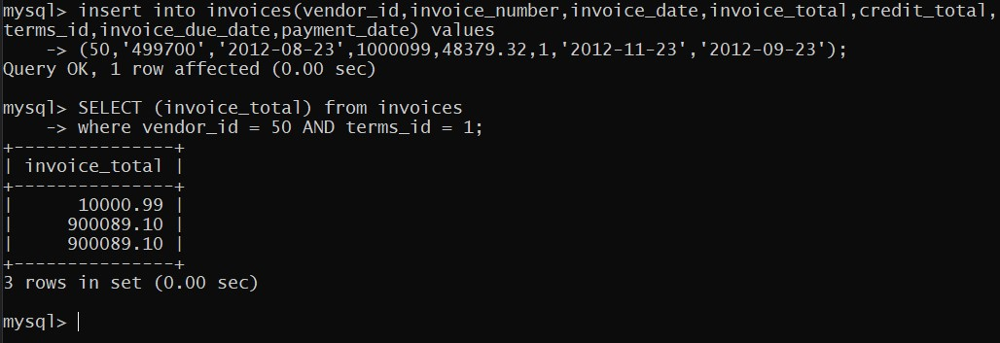 mysql> insert into invoices(vendor_id,invoice_number,invoice_date,invoice_total,credit_total,
terms_id,invoice_due_date,payment_date) values
    -> (50,'499700','2012-08-23',1000099,48379.32,1,'2012-11-23','2012-09-23');
Query OK, 1 row affected (0.00 sec)

mysql> SELECT (invoice_total) from invoices
    -> where vendor_id = 50 AND terms_id = 1;
+---------------+
| invoice_total |
+---------------+
|      10000.99 |
|     900089.10 |
|     900089.10 |
+---------------+
3 rows in set (0.00 sec)

mysql>